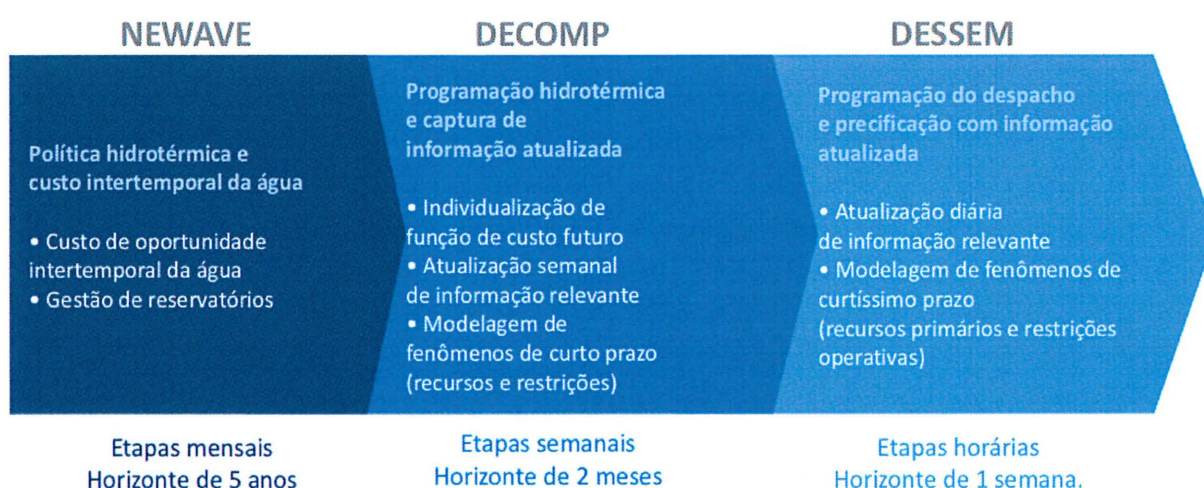 NEWAVE
Política hidrotérmica e
custo intertemporal da água
• Custo de oportunidade
intertemporal da água
• Gestão de reservatórios
Etapas mensais
Horizonte de 5 anos
DECOMP
Programação hidrotérmica
e captura de
informação atualizada
• Individualização de
função de custo futuro
• Atualização semanal
de informação relevante
• Modelagem de
fenômenos de curto prazo
(recursos e restrições)
Etapas semanais
Horizonte de 2 meses
DESSEM
Programação do despacho
e precificação com informação
atualizada
• Atualização diária
de informação relevante
• Modelagem de fenômenos de
curtíssimo prazo
(recursos primários e restrições
operativas)
Etapas horárias
Horizonte de 1 semana.